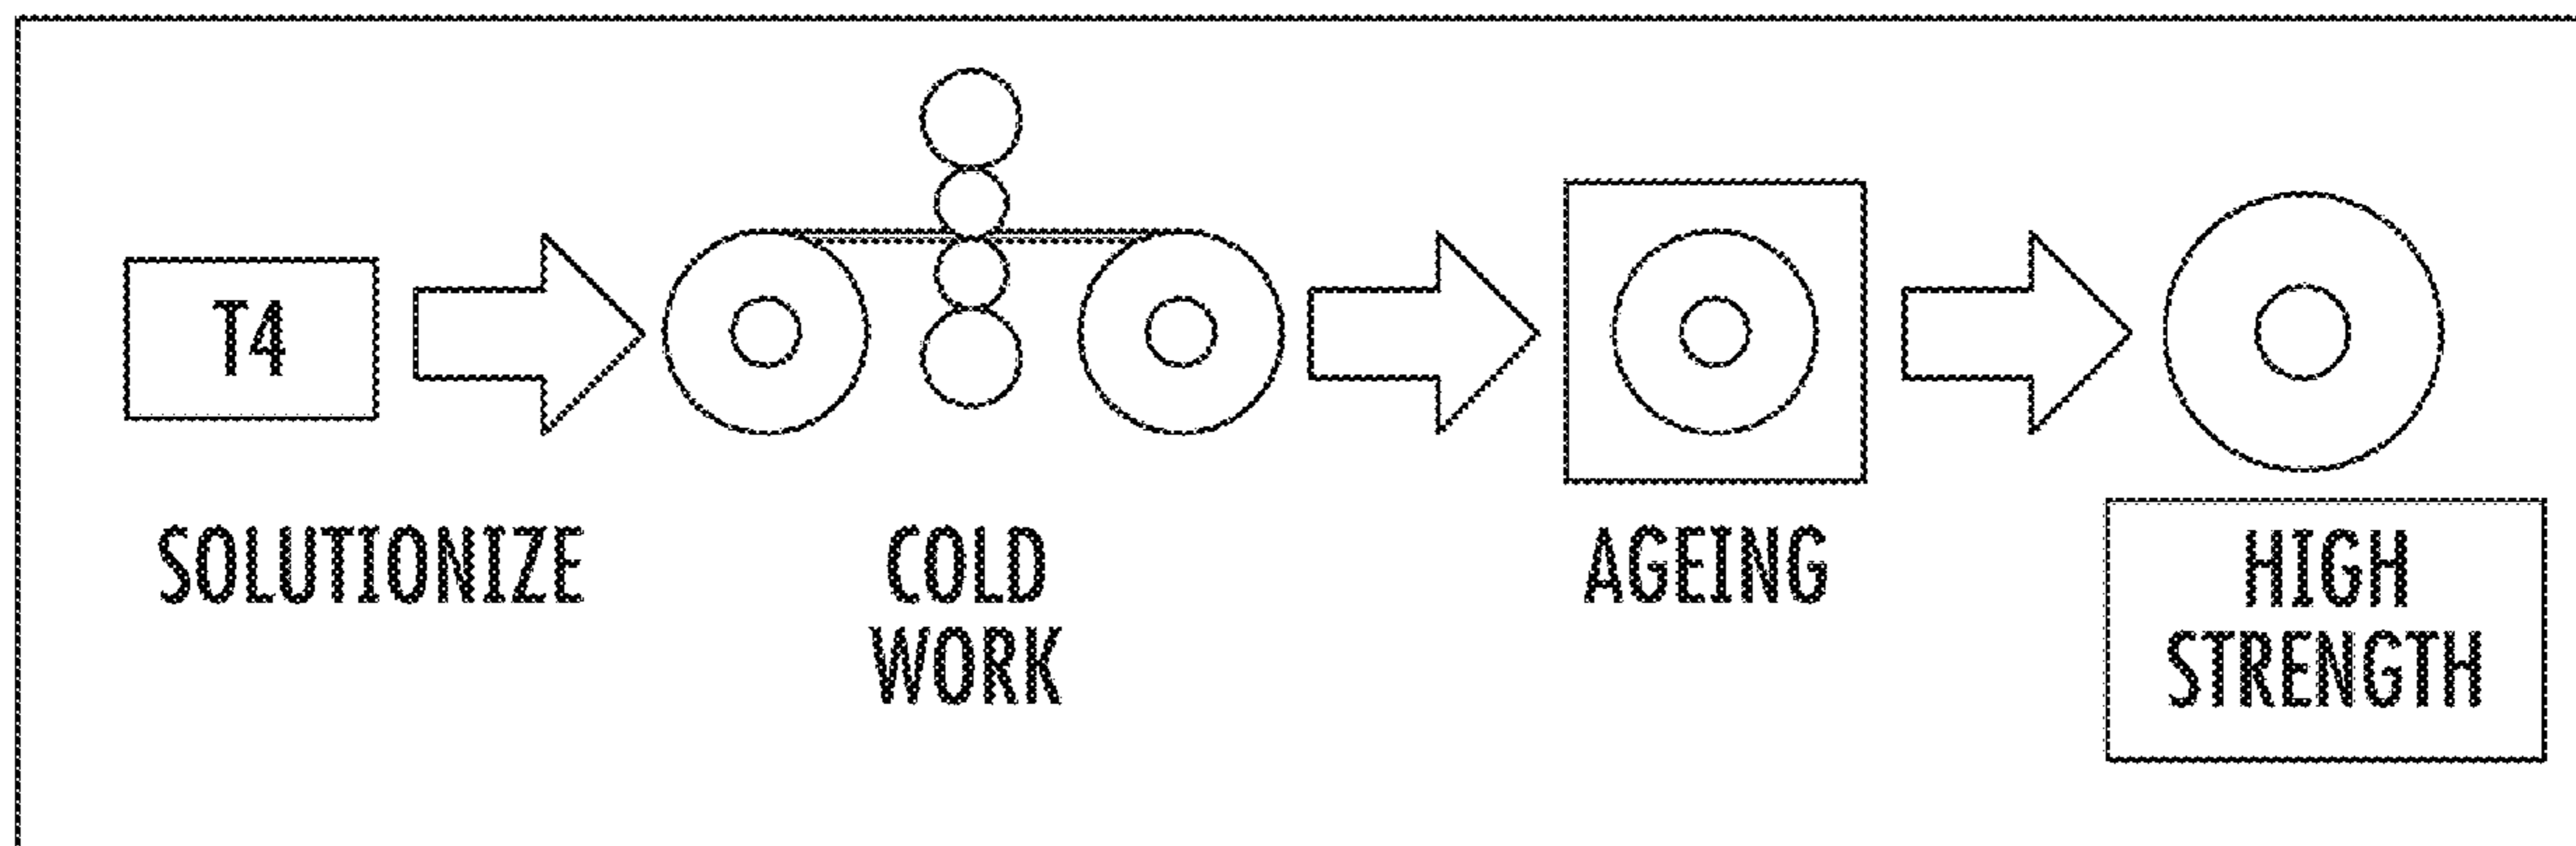 T4
SOLUTIONIZE
COLD
WORK
AGEING
HIGH
STRENGTH